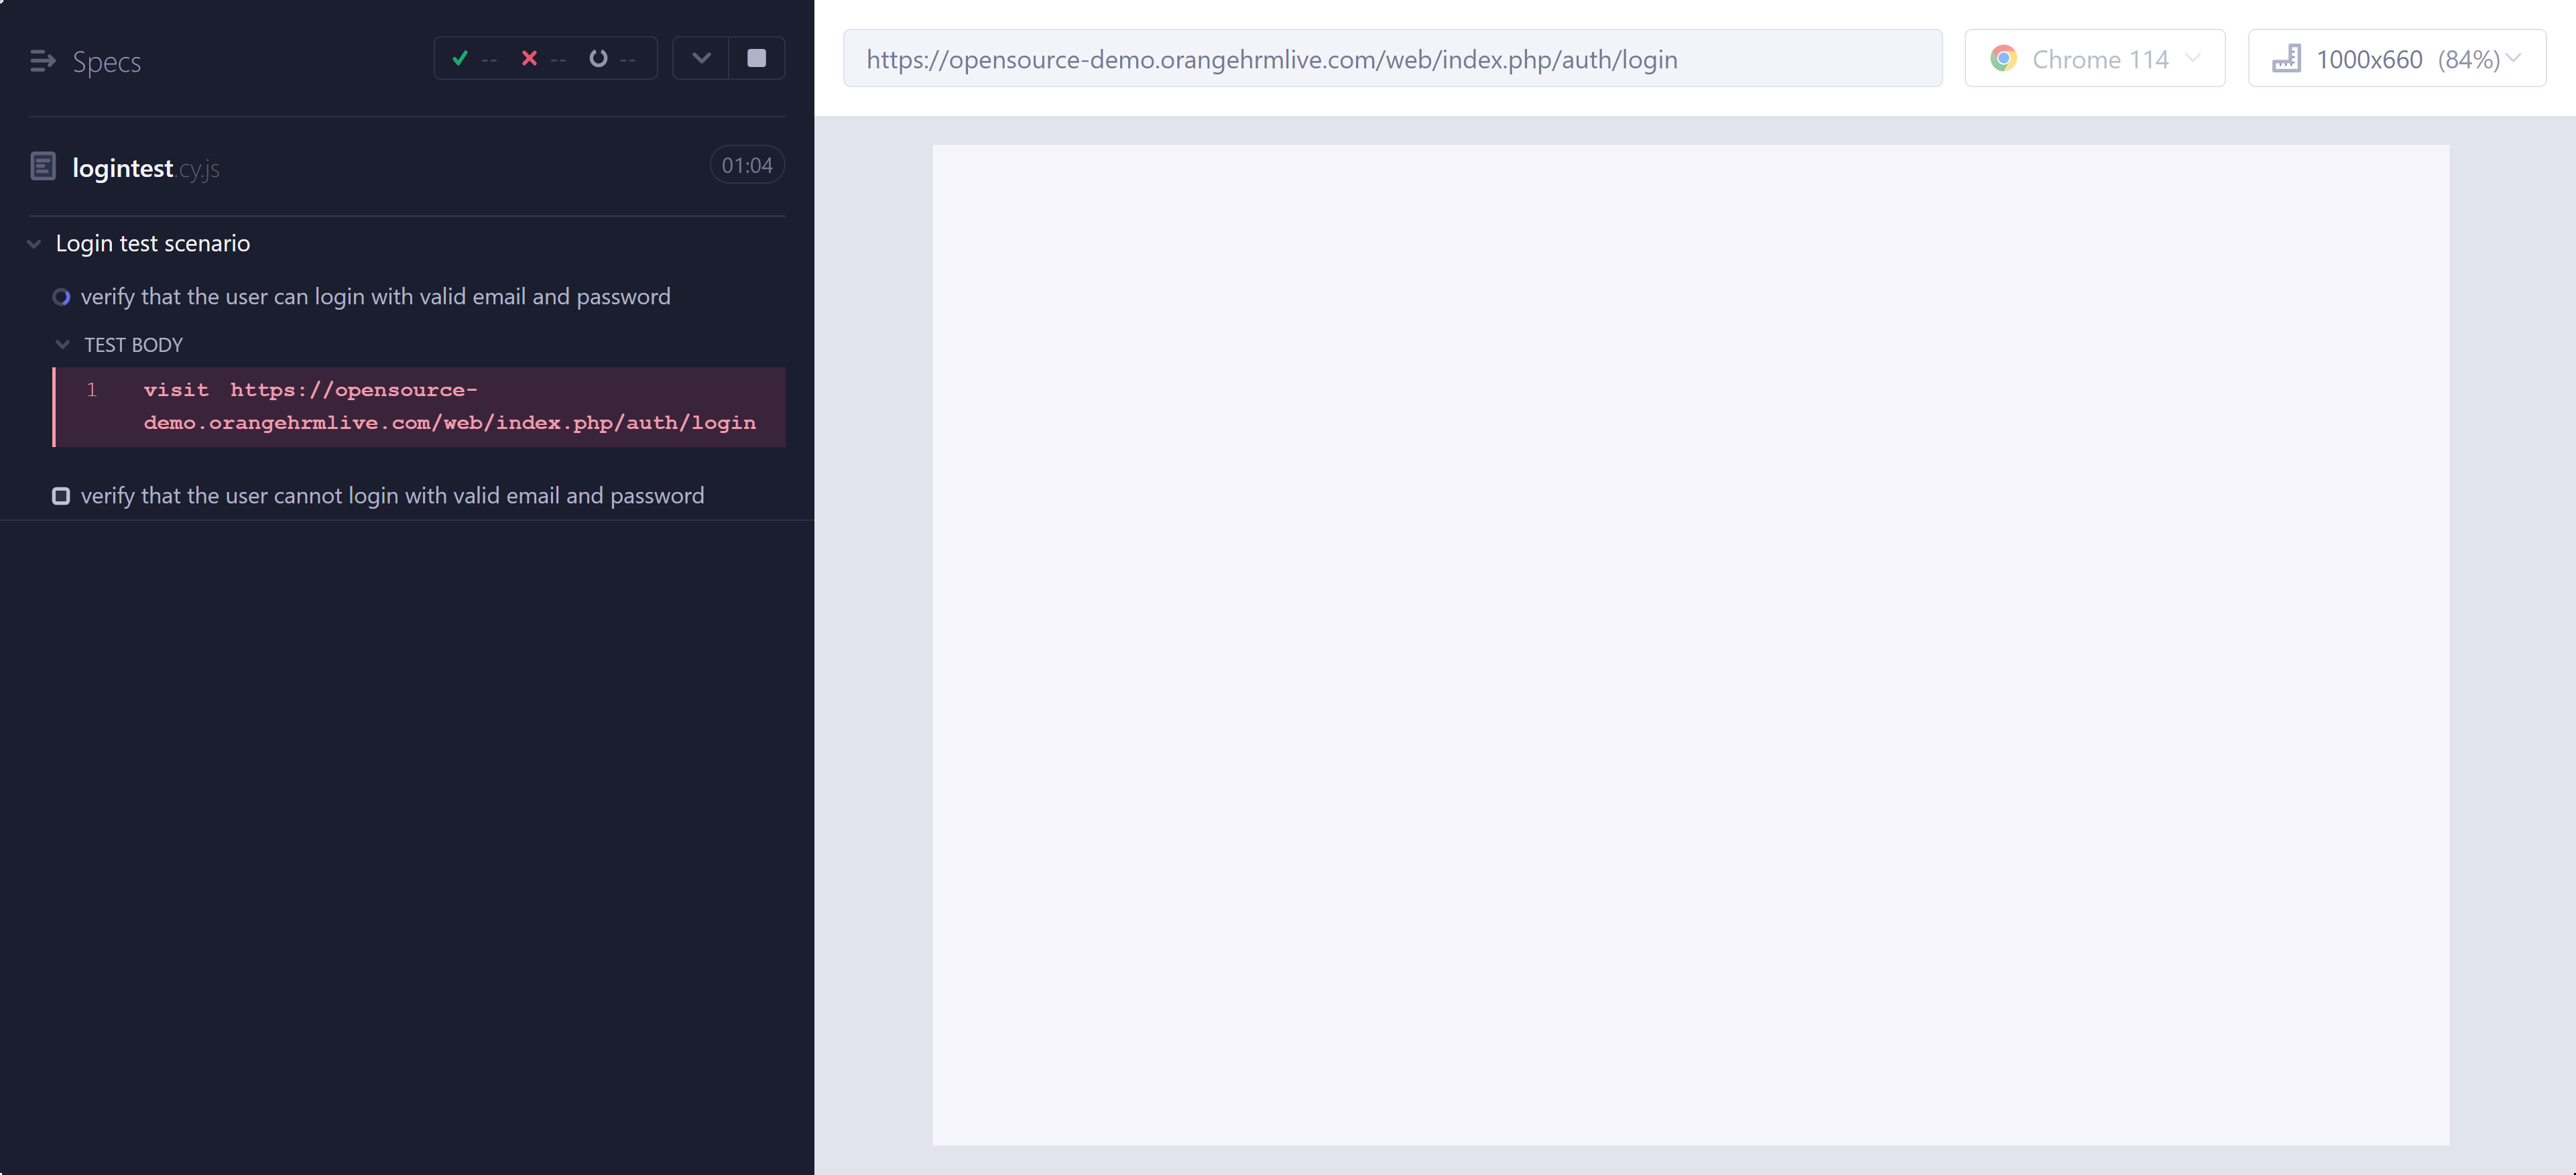 Specs
-- -- --
logintest.cy.js
01:04
Login test scenario
verify that the user can login with valid email and password
TEST BODY
1 visit https://opensource-
demo.orangehrmlive.com/web/index.php/auth/login
verify that the user cannot login with valid email and password
https://opensource-demo.orangehrmlive.com/web/index.php/auth/login
Chrome 114
1000x660 (84%)